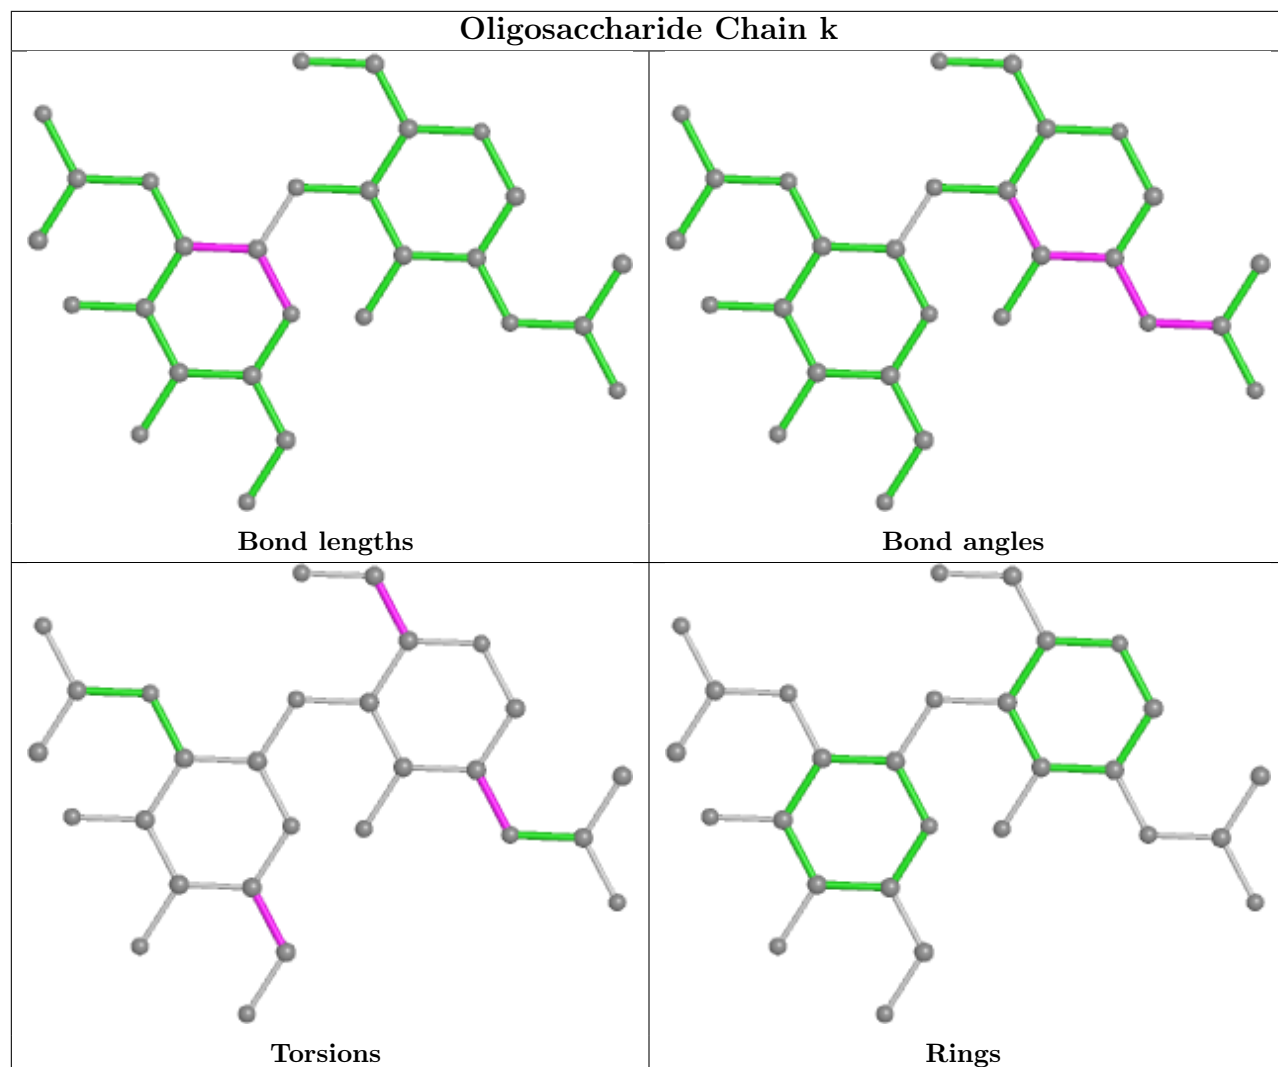 Oligosaccharide Chain k
Bond lengths
Bond angles
Torsions
Rings